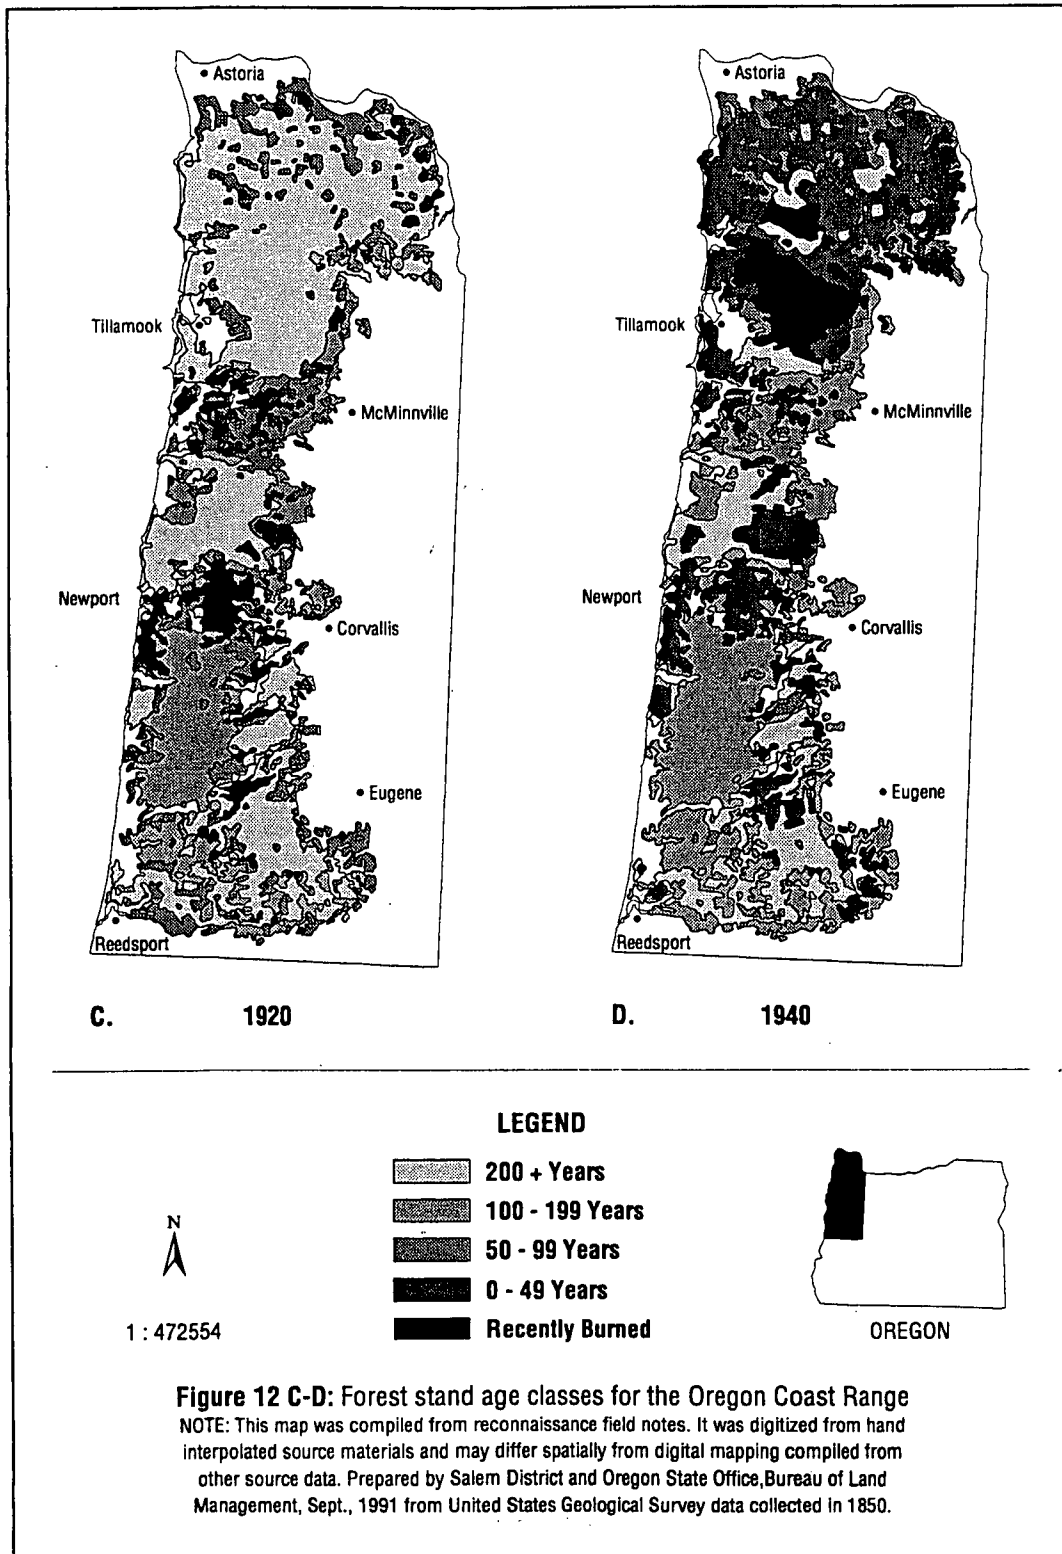 Astoria
Tillamook
McMinnville
Newport
Corvallis
Eugene
Reedsport
C. 1920
Astoria
Tillamook
McMinnville
Newport
Corvallis
Eugene
Reedsport
D. 1940
LEGEND
200 + Years
100 - 199 Years
50 - 99 Years
0 - 49 Years
Recently Burned
N
1 : 472554
OREGON
Figure 12 C-D: Forest stand age classes for the Oregon Coast Range
NOTE: This map was compiled from reconnaissance field notes. It was digitized from hand
interpolated source materials and may differ spatially from digital mapping compiled from
other source data. Prepared by Salem District and Oregon State Office,Bureau of Land
Management, Sept., 1991 from United States Geological Survey data collected in 1850.